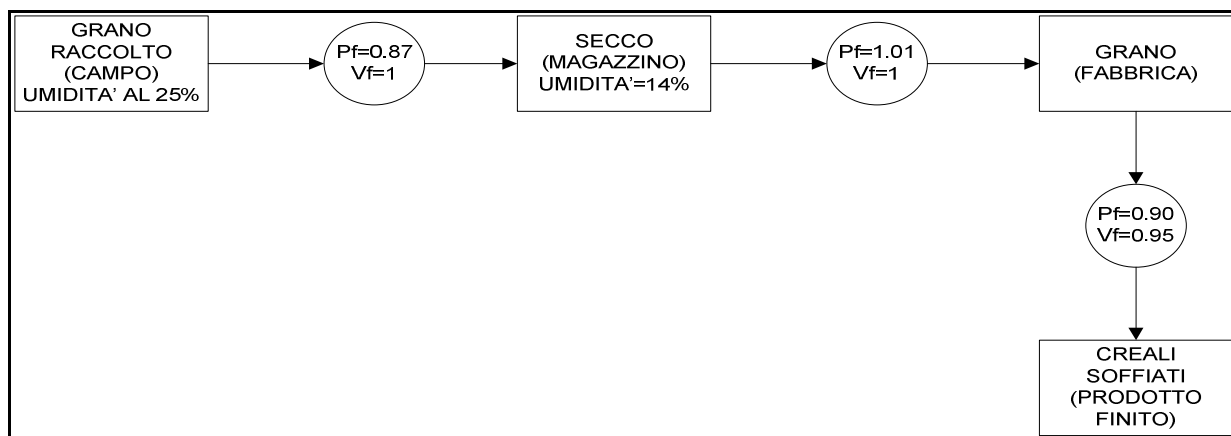 GRANO
RACCOLTO
(CAMPO)
UMIDITA' AL 25%
Pf=0.87
Vf=1
SECCO
(MAGAZZINO)
UMIDITA'=14%
Pf=1.01
Vf=1
GRANO
(FABBRICA)
Pf=0.90
Vf=0.95
CREALI
SOFFIATI
(PRODOTTO
FINITO)